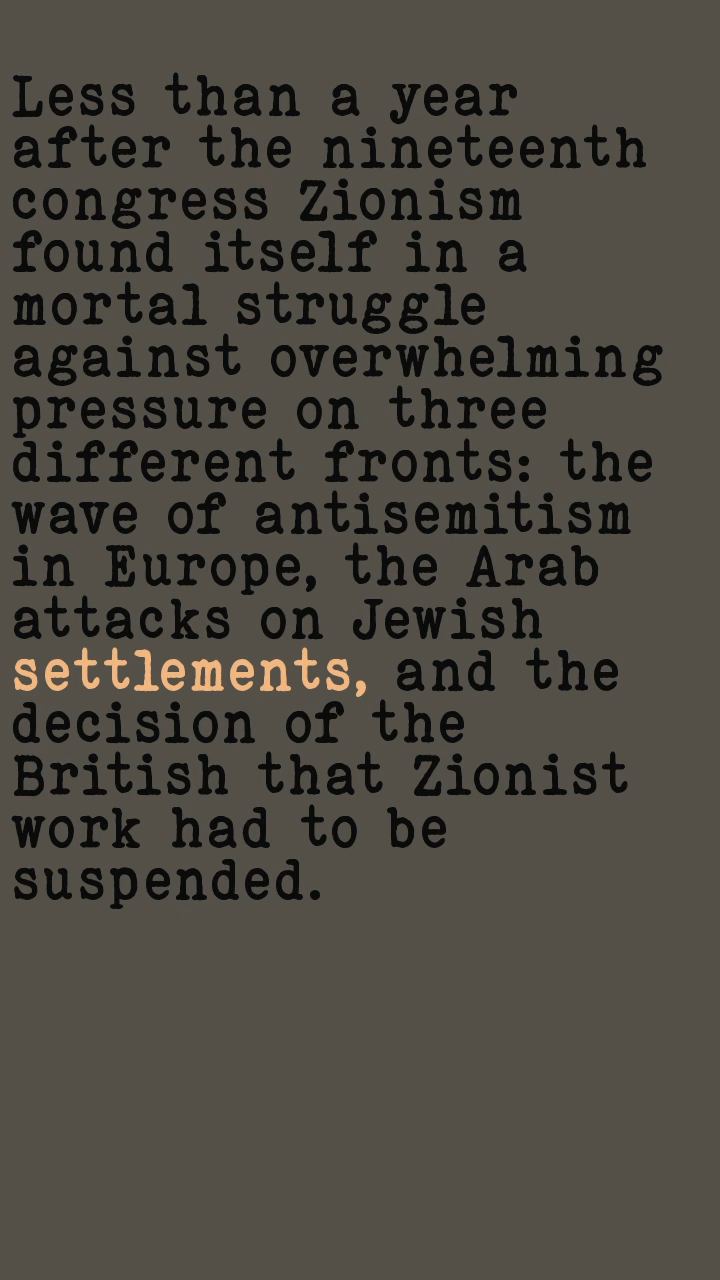 Less than a year
after the nineteenth
congress Zionism
found itself in a
mortal struggle
against overwhelming
pressure on three
different fronts: the
wave of antisemitism
in Europe, the Arab
attacks on Jewish
settlements, and the
decision of the
British that Zionist
work had to be
suspended.